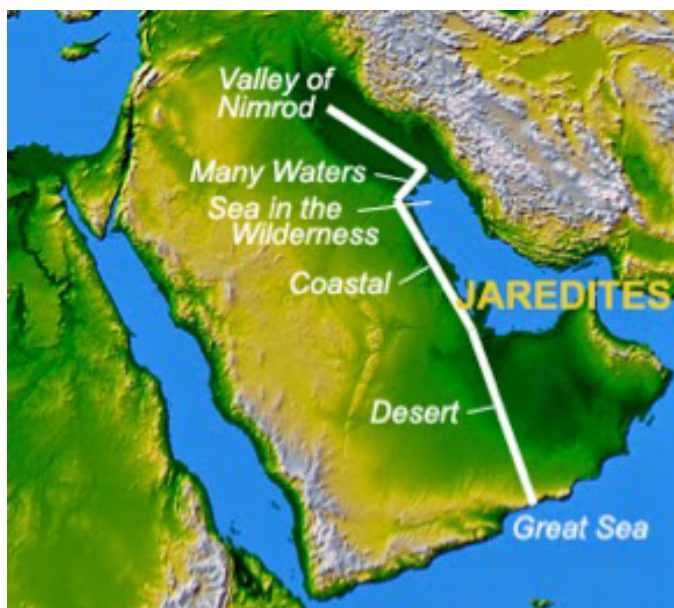 Valley of
Nimrod
Many Waters
Sea in the
Wilderness
Coastal
JAREDITES
Desert
Great Sea